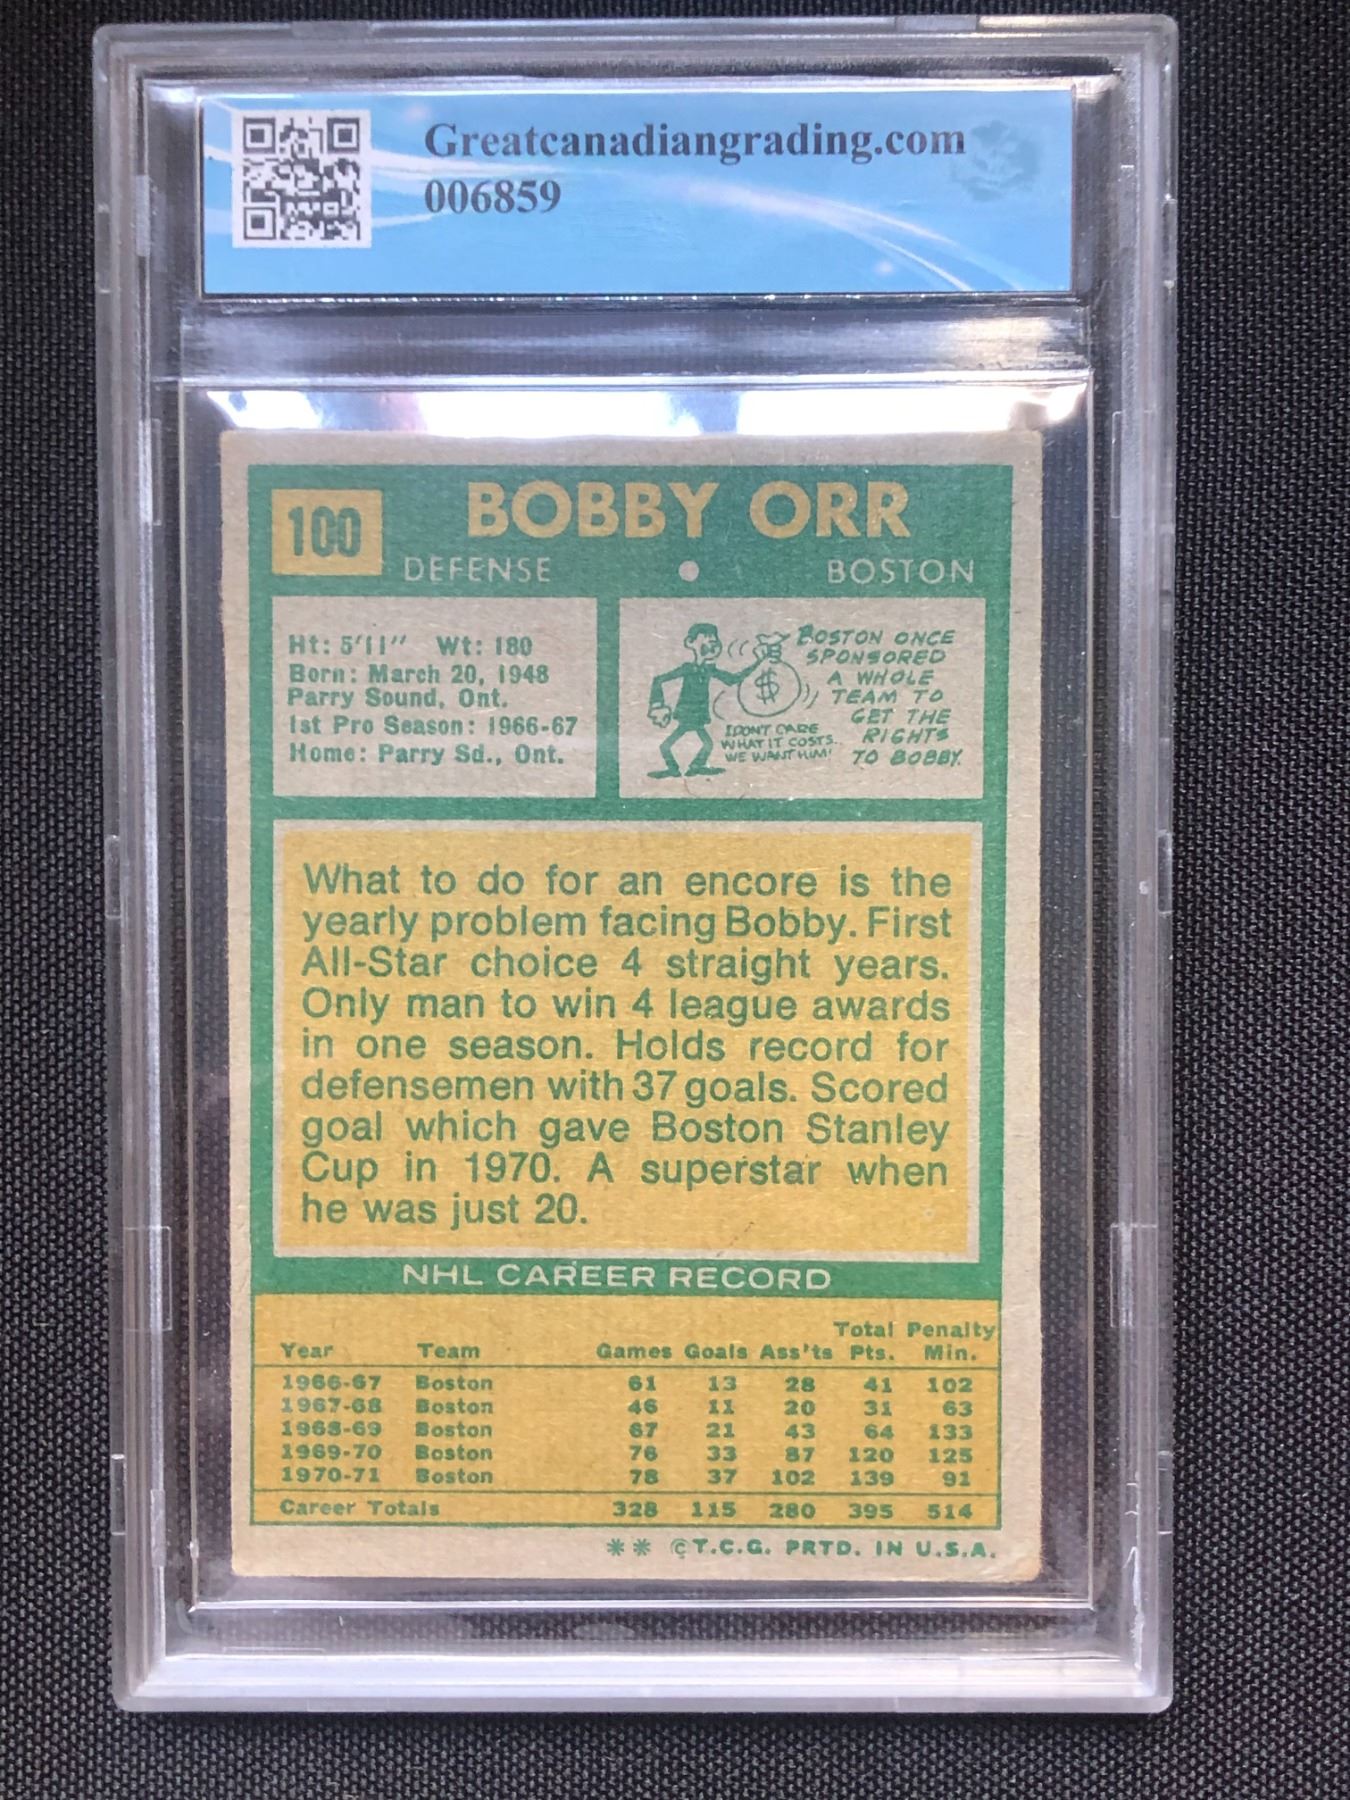 Greatcanadiangrading.com
006859
100
BOBBY ORR
DEFENSE • BOSTON
Ht: 5'11" Wt: 180
Born: March 20, 1948
Parry Sound, Ont.
1st Pro Season: 1966-67
Home: Parry Sd., Ont.
BOSTON ONCE
SPONSORED
A WHOLE
TEAM TO
GET THE
RIGHTS
TO BOBBY.
$
I DON'T CARE
WHAT IT COSTS..
WE WANT HIM!
What to do for an encore is the
yearly problem facing Bobby. First
All-Star choice 4 straight years.
Only man to win 4 league awards
in one season. Holds record for
defensemen with 37 goals. Scored
goal which gave Boston Stanley
Cup in 1970. A superstar when
he was just 20.
NHL CAREER RECORD
Total Penalty
Year Team Games Goals Ass'ts Pts. Min.
1966-67 Boston 61 13 28 41 102
1967-68 Boston 46 11 20 31 63
1968-69 Boston 67 21 43 64 133
1969-70 Boston 76 33 87 120 125
1970-71 Boston 78 37 102 139 91
Career Totals 328 115 280 395 514
** ©T.C.G. PRTD. IN U.S.A.